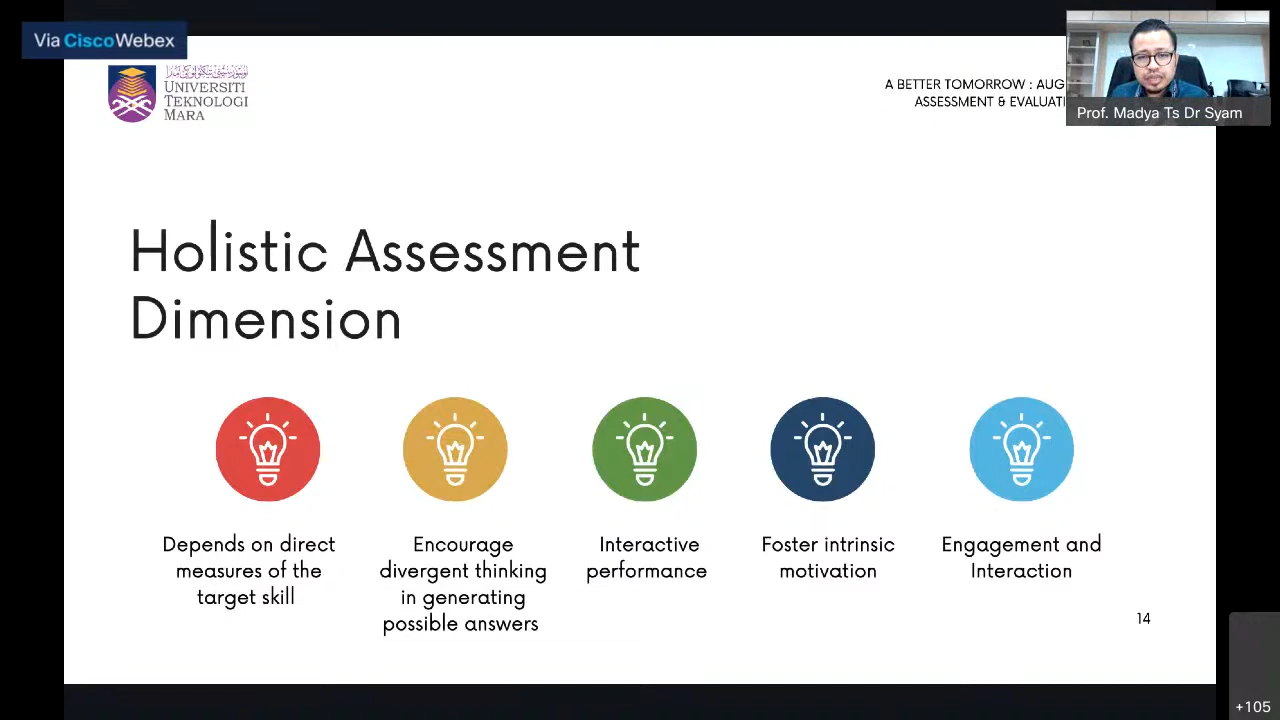 Via CiscoWebex
UNIVERSITI
TEKNOLOGI
MARA
A BETTER TOMORROW : AUG
ASSESSMENT & EVALUATI
Prof. Madya Ts Dr Syam
Holistic Assessment
Dimension
Depends on direct
measures of the
target skill
Encourage
divergent thinking
in generating
possible answers
Interactive
performance
Foster intrinsic
motivation
Engagement and
Interaction
14
+105